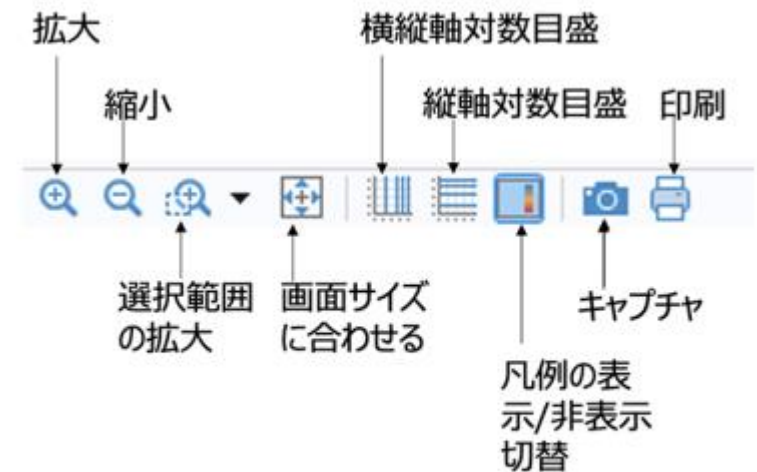 拡大
横縦軸対数目盛
縮小
縦軸対数目盛
印刷
選択範囲
の拡大
画面サイズ
に合わせる
キャプチャ
凡例の表
示/非表示
切替